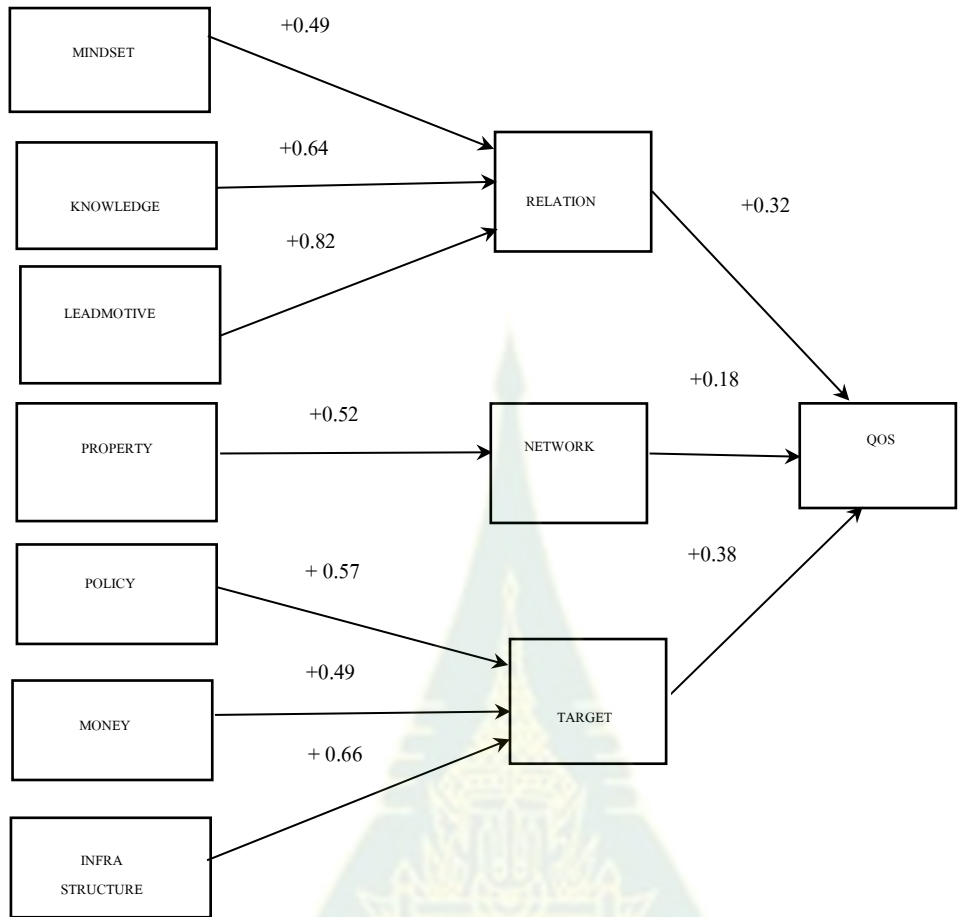 MINDSET
+0.49
KNOWLEDGE
+0.64
LEADMOTIVE
+0.82
RELATION
+0.32
PROPERTY
+0.52
NETWORK
+0.18
QOS
POLICY
+ 0.57
MONEY
+0.49
TARGET
+0.38
INFRA
STRUCTURE
+ 0.66